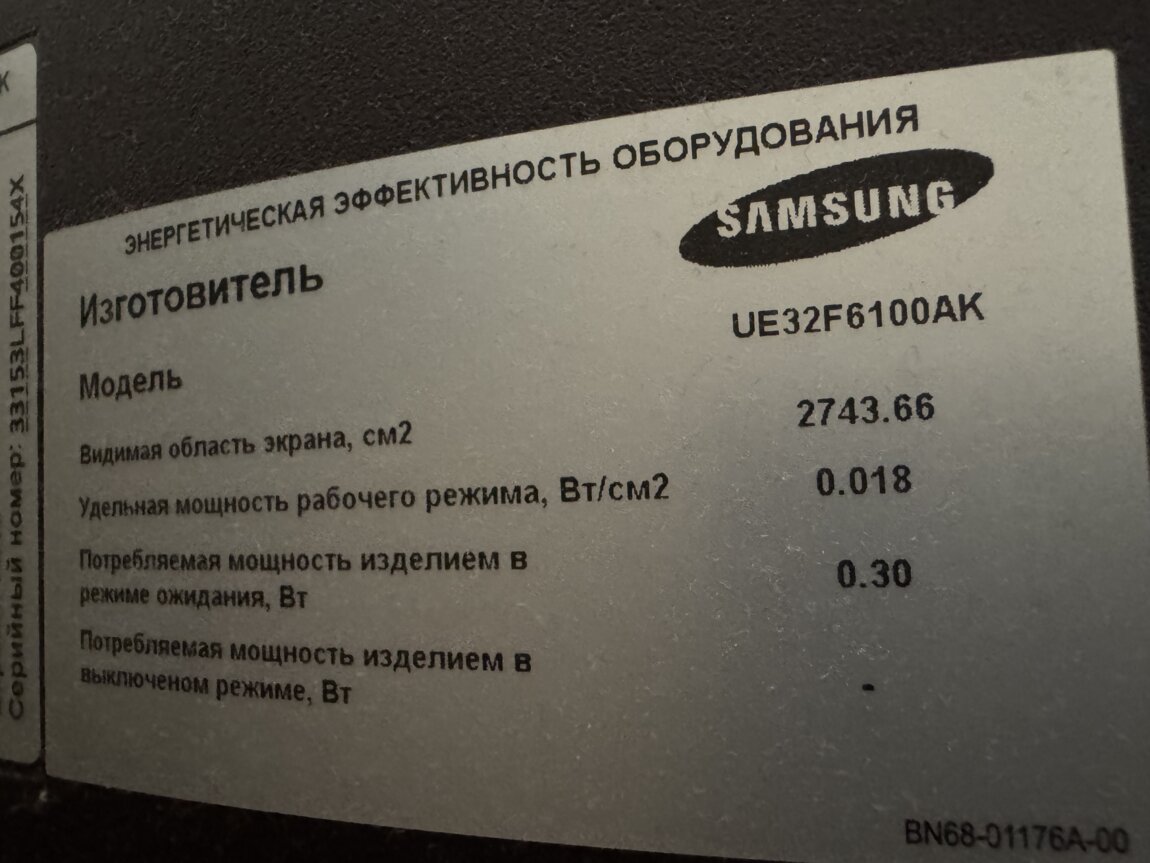 К
Серийный номер: 33153LFF400154X
ЭНЕРГЕТИЧЕСКАЯ ЭФФЕКТИВНОСТЬ ОБОРУДОВАНИЯ
Изготовитель SAMSUNG
Модель UE32F6100AK
Видимая область экрана, см2 2743.66
Удельная мощность рабочего режима, Вт/см2 0.018
Потребляемая мощность изделием в
режиме ожидания, Вт 0.30
Потребляемая мощность изделием в
выключеном режиме, Вт -
BN68-01176A-00